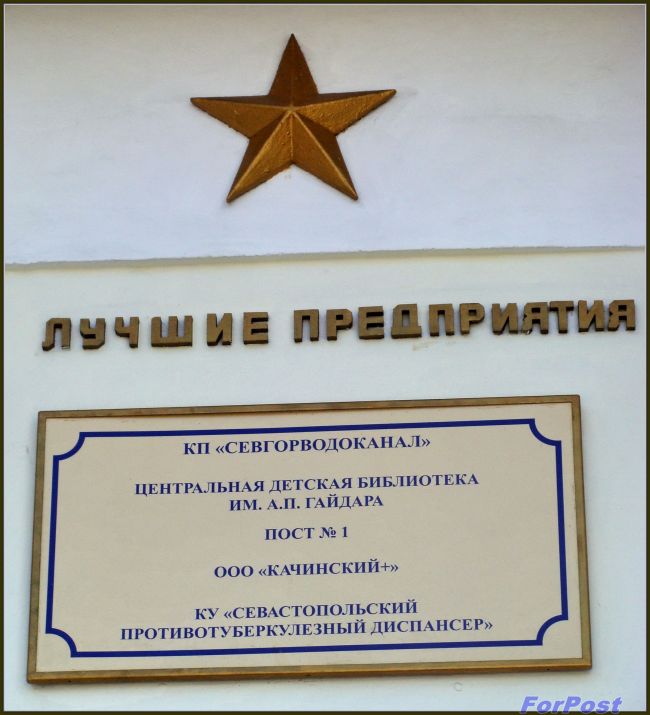 ЛУЧШИЕ ПРЕДПРИЯТИЯ
КП «СЕВГОРВОДОКАНАЛ»
ЦЕНТРАЛЬНАЯ ДЕТСКАЯ БИБЛИОТЕКА
ИМ. А.П. ГАЙДАРА
ПОСТ № 1
ООО «КАЧИНСКИЙ+»
КУ «СЕВАСТОПОЛЬСКИЙ
ПРОТИВОТУБЕРКУЛЕЗНЫЙ ДИСПАНСЕР»
ForPost